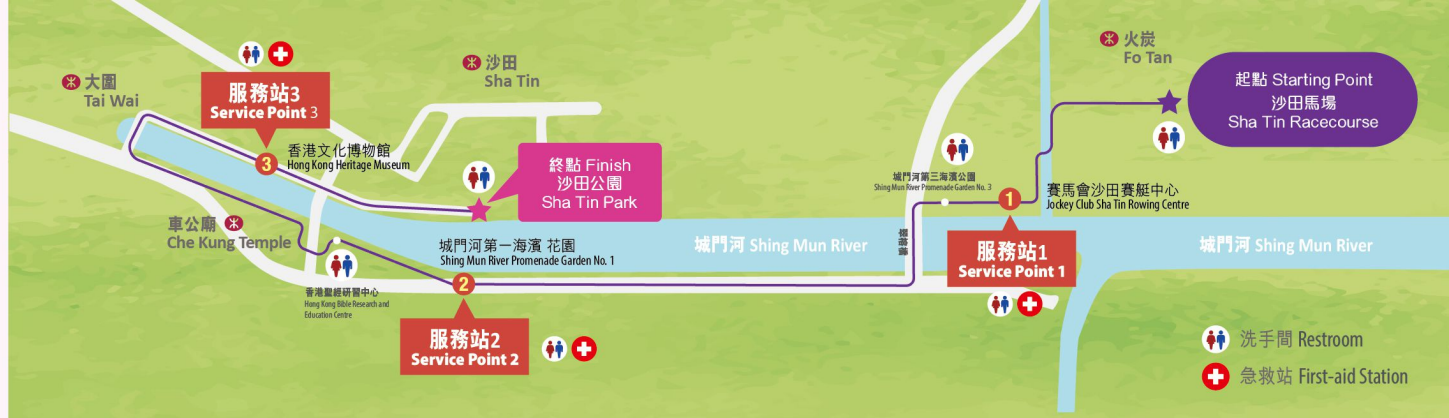 火炭
Fo Tan
起點 Starting Point
沙田馬場
Sha Tin Racecourse
沙田
Sha Tin
大圍
Tai Wai
服務站3
Service Point 3
3
香港文化博物館
Hong Kong Heritage Museum
終點 Finish
沙田公園
Sha Tin Park
城門河第三海濱公園
Shing Mun River Promenade Garden No. 3
1
賽馬會沙田賽艇中心
Jockey Club Sha Tin Rowing Centre
車公廟
Che Kung Temple
城門河第一海濱 花園
Shing Mun River Promenade Garden No. 1
城門河 Shing Mun River
服務站1
Service Point 1
城門河 Shing Mun River
2
香港聖經研習中心
Hong Kong Bible Research and
Education Centre
服務站2
Service Point 2
洗手間 Restroom
急救站 First-aid Station